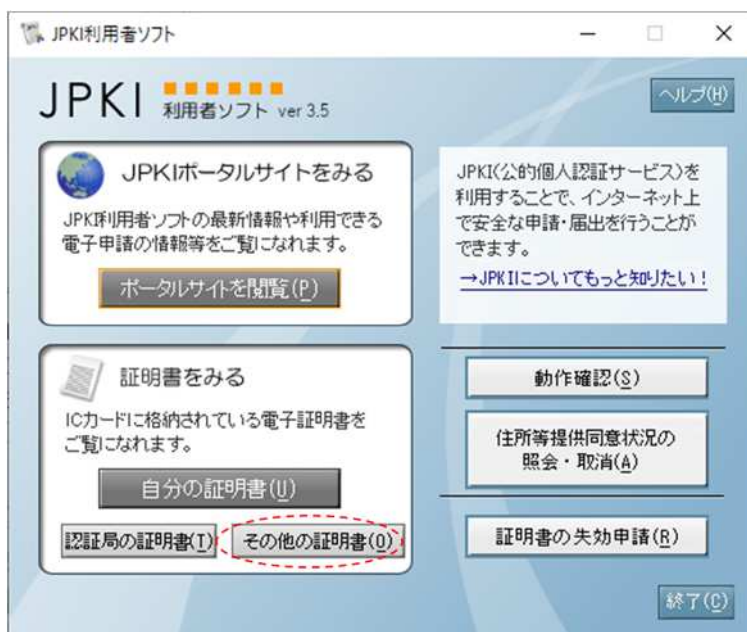 JPKI利用者ソフト
JPKI 利用者ソフト ver 3.5
ヘルプ(H)
JPKIポータルサイトをみる
JPKI利用者ソフトの最新情報や利用できる
電子申請の情報等をご覧になれます。
ポータルサイトを閲覧(P)
JPKI(公的個人認証サービス)を
利用することで、インターネット上
で安全な申請・届出を行うことが
できます。
→JPKIについてもっと知りたい!
証明書をみる
ICカードに格納されている電子証明書を
ご覧になれます。
自分の証明書(U)
認証局の証明書(T)
その他の証明書(O)
動作確認(S)
住所等提供同意状況の
照会・取消(A)
証明書の失効申請(R)
終了(C)